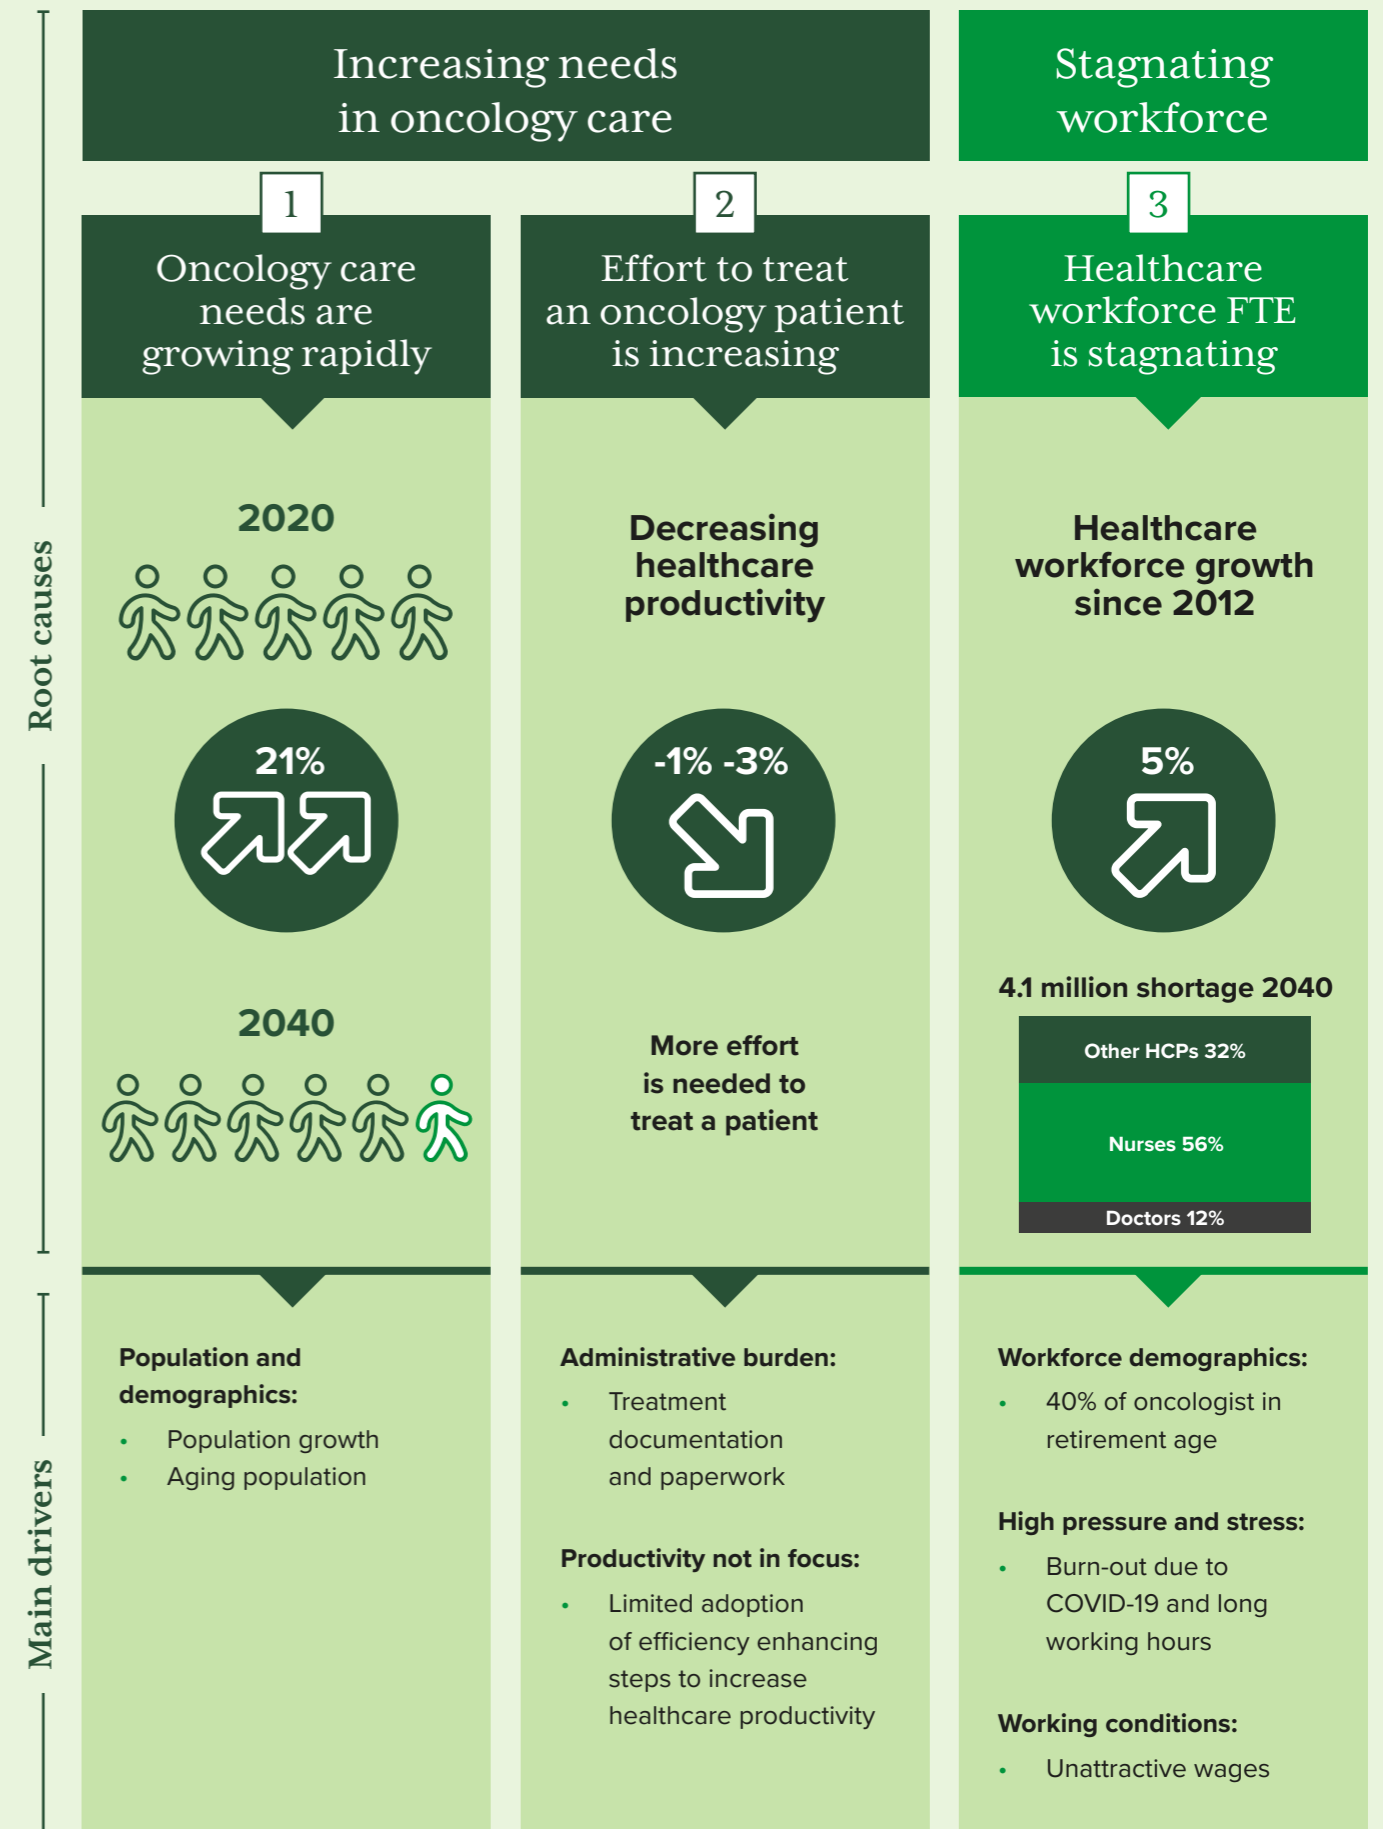 Increasing needs
in oncology care
Stagnating
workforce
Root causes
1
Oncology care
needs are
growing rapidly
2020
21%
2040
2
Effort to treat
an oncology patient
is increasing
Decreasing
healthcare
productivity
-1% -3%
More effort
is needed to
treat a patient
3
Healthcare
workforce FTE
is stagnating
Healthcare
workforce growth
since 2012
5%
4.1 million shortage 2040
Other HCPs 32%
Nurses 56%
Doctors 12%
Main drivers
Population and
demographics:
• Population growth
• Aging population
Administrative burden:
• Treatment
documentation
and paperwork
Productivity not in focus:
• Limited adoption
of efficiency enhancing
steps to increase
healthcare productivity
Workforce demographics:
• 40% of oncologist in
retirement age
High pressure and stress:
• Burn-out due to
COVID-19 and long
working hours
Working conditions:
• Unattractive wages